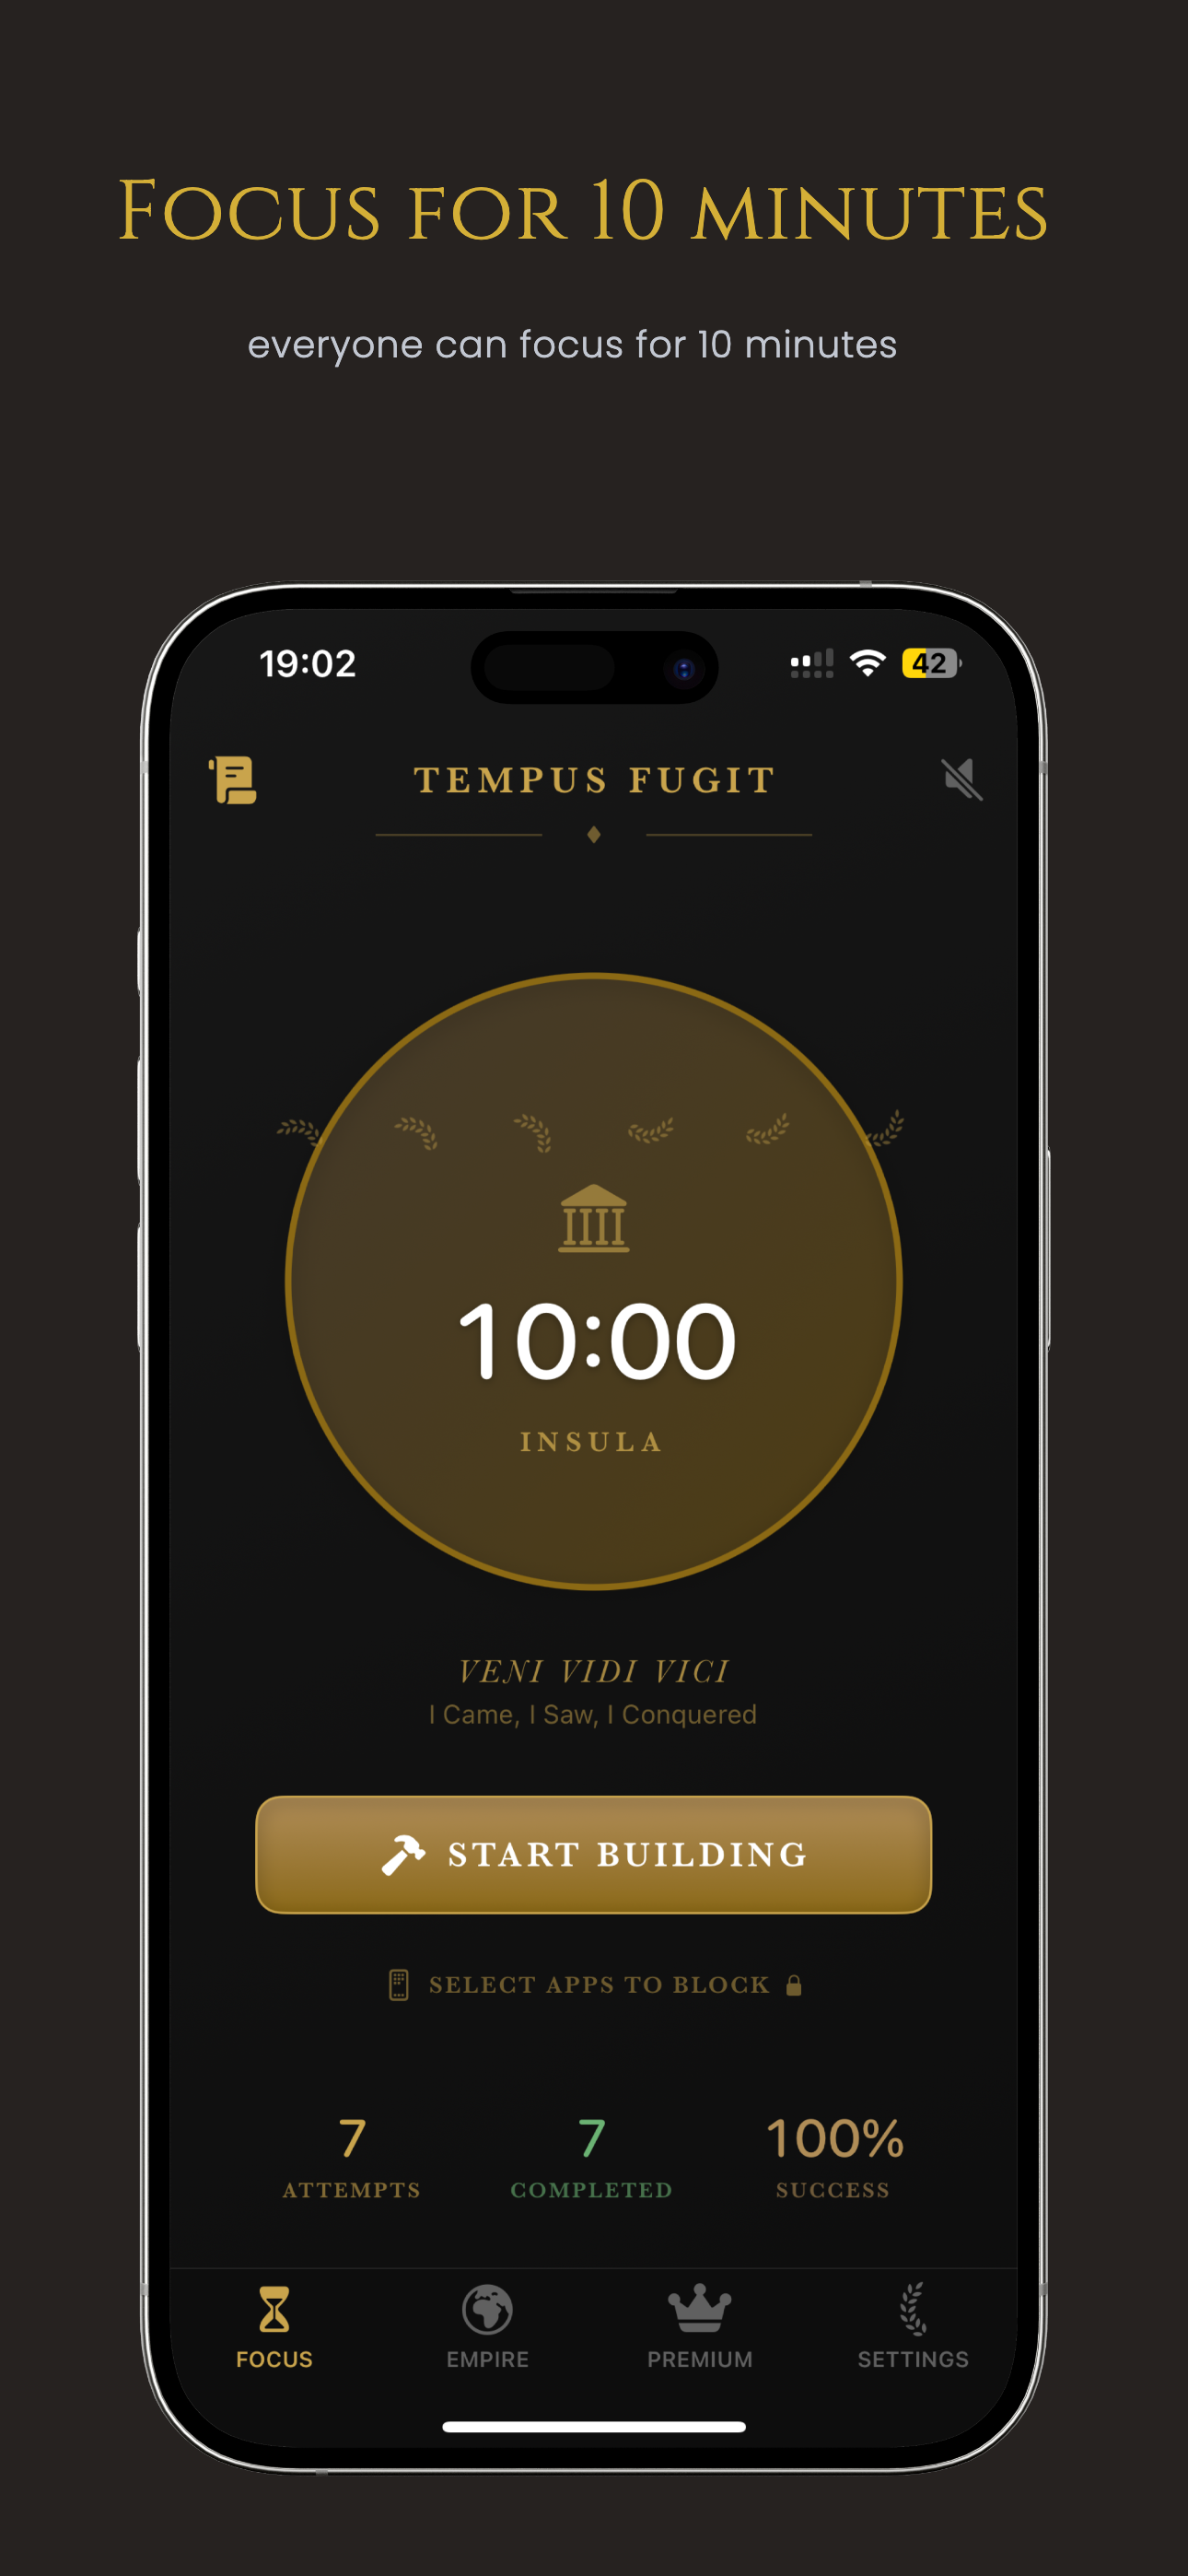 Focus for 10 minutes
everyone can focus for 10 minutes
19:02
42
TEMPUS FUGIT
10:00
INSULA
VENI VIDI VICI
I Came, I Saw, I Conquered
START BUILDING
SELECT APPS TO BLOCK
7 7 100%
ATTEMPTS COMPLETED SUCCESS
FOCUS EMPIRE PREMIUM SETTINGS